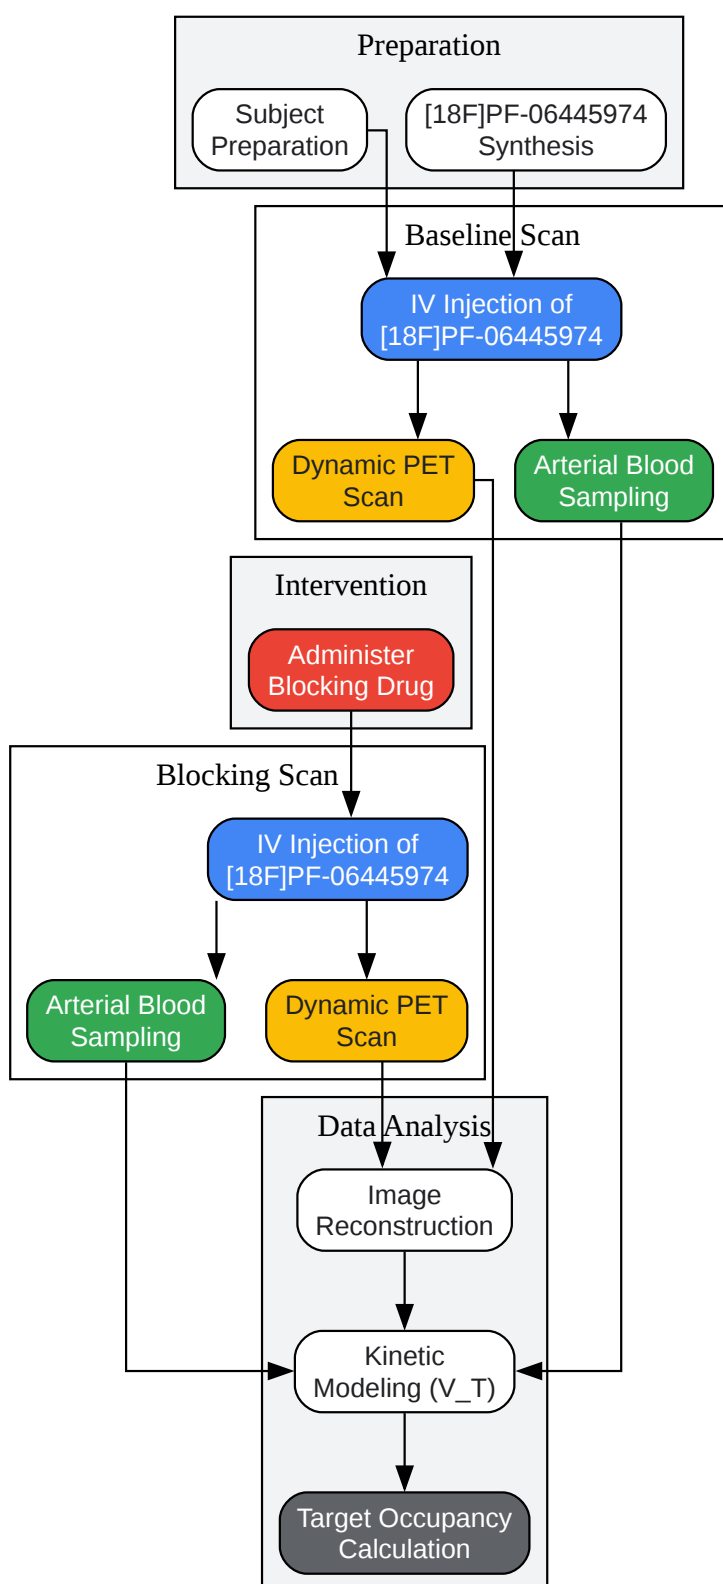 Preparation
Subject
Preparation
[18F]PF-06445974
Synthesis
Baseline Scan
IV Injection of
[18F]PF-06445974
Dynamic PET
Scan
Arterial Blood
Sampling
Intervention
Administer
Blocking Drug
Blocking Scan
IV Injection of
[18F]PF-06445974
Arterial Blood
Sampling
Dynamic PET
Scan
Data Analysis
Image
Reconstruction
Kinetic
Modeling (V_T)
Target Occupancy
Calculation